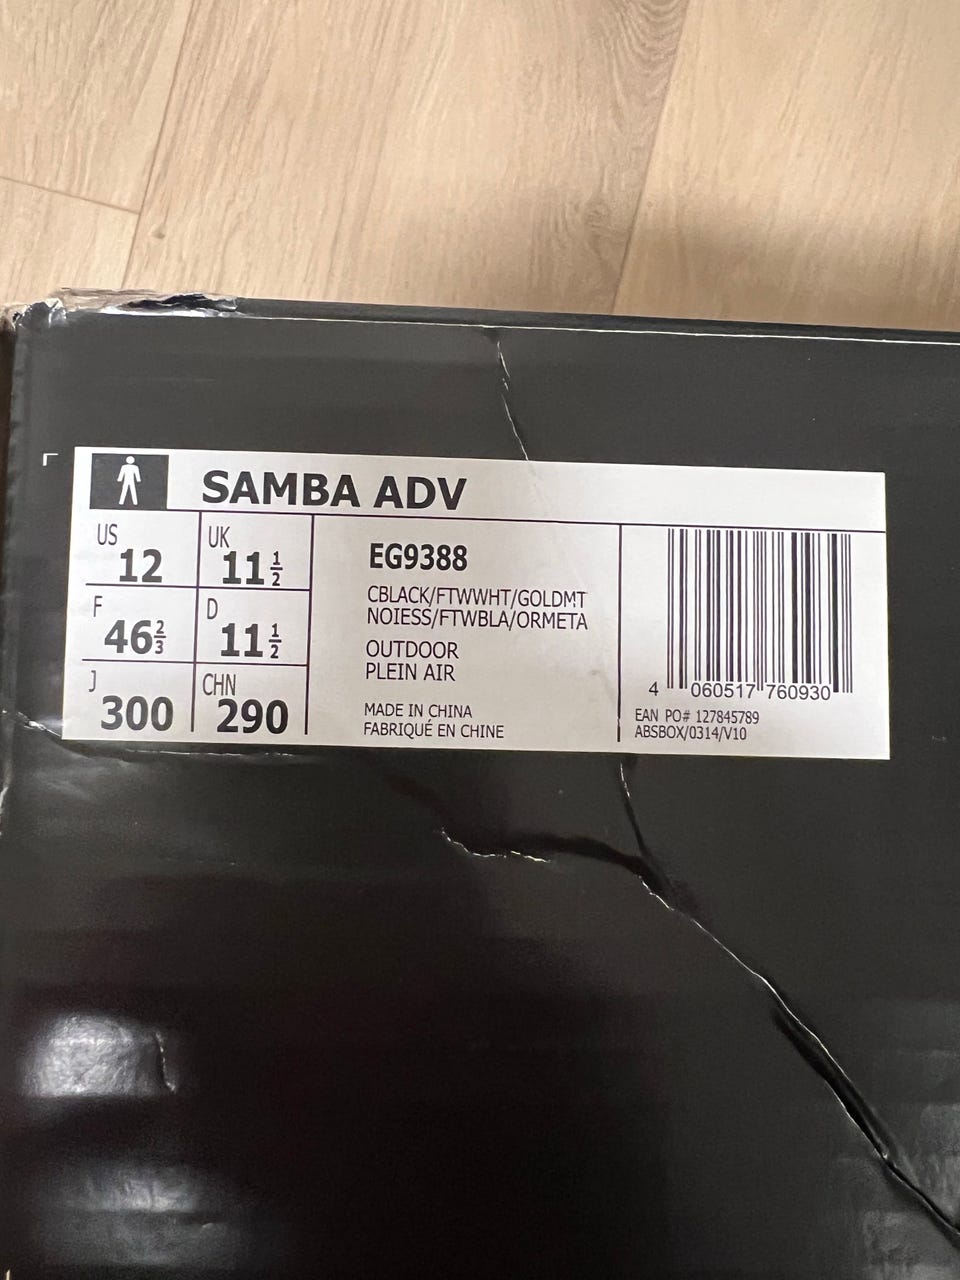 SAMBA ADV
US 12
UK 11 1/2
F 46 2/3
D 11 1/2
J 300
CHN 290
EG9388
CBLACK/FTWWHT/GOLDMT
NOIESS/FTWBLA/ORMETA
OUTDOOR
PLEIN AIR
MADE IN CHINA
FABRIQUÉ EN CHINE
4 060517 760930
EAN PO# 127845789
ABSBOX/0314/V10